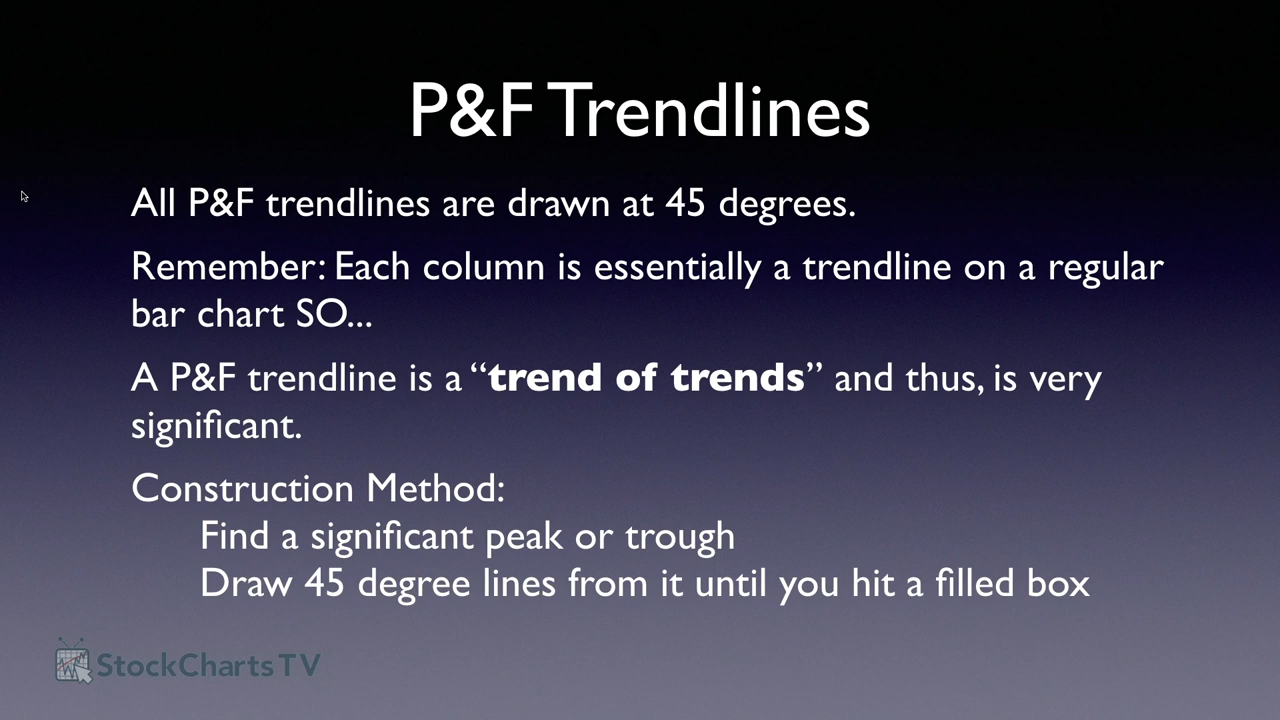 P&F Trendlines
All P&F trendlines are drawn at 45 degrees.
Remember: Each column is essentially a trendline on a regular
bar chart SO...
A P&F trendline is a “trend of trends” and thus, is very
significant.
Construction Method:
Find a significant peak or trough
Draw 45 degree lines from it until you hit a filled box
StockCharts TV